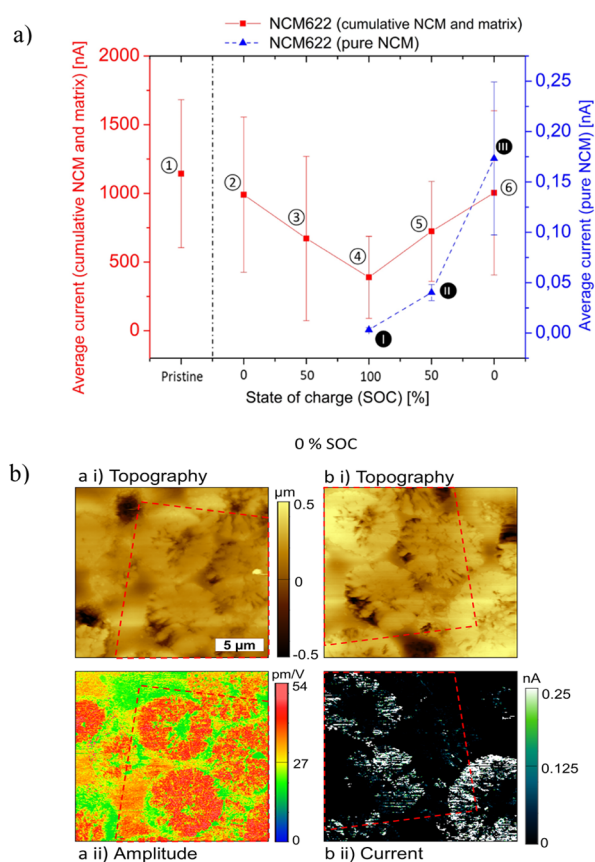 a)
NCM622 (cumulative NCM and matrix)
NCM622 (pure NCM)
Average current (cumulative NCM and matrix) [nA]
2000
1500
1000
500
0
0,25
0,20
0,15
0,10
0,05
0,00
Average current (pure NCM) [nA]
1
2
3
4
5
6
I
II
III
Pristine 0 50 100 50 0
State of charge (SOC) [%]
0 % SOC
b)
a i) Topography
b i) Topography
µm
0.5
0
-0.5
5 µm
pm/V
54
27
0
nA
0.25
0.125
0
a ii) Amplitude
b ii) Current